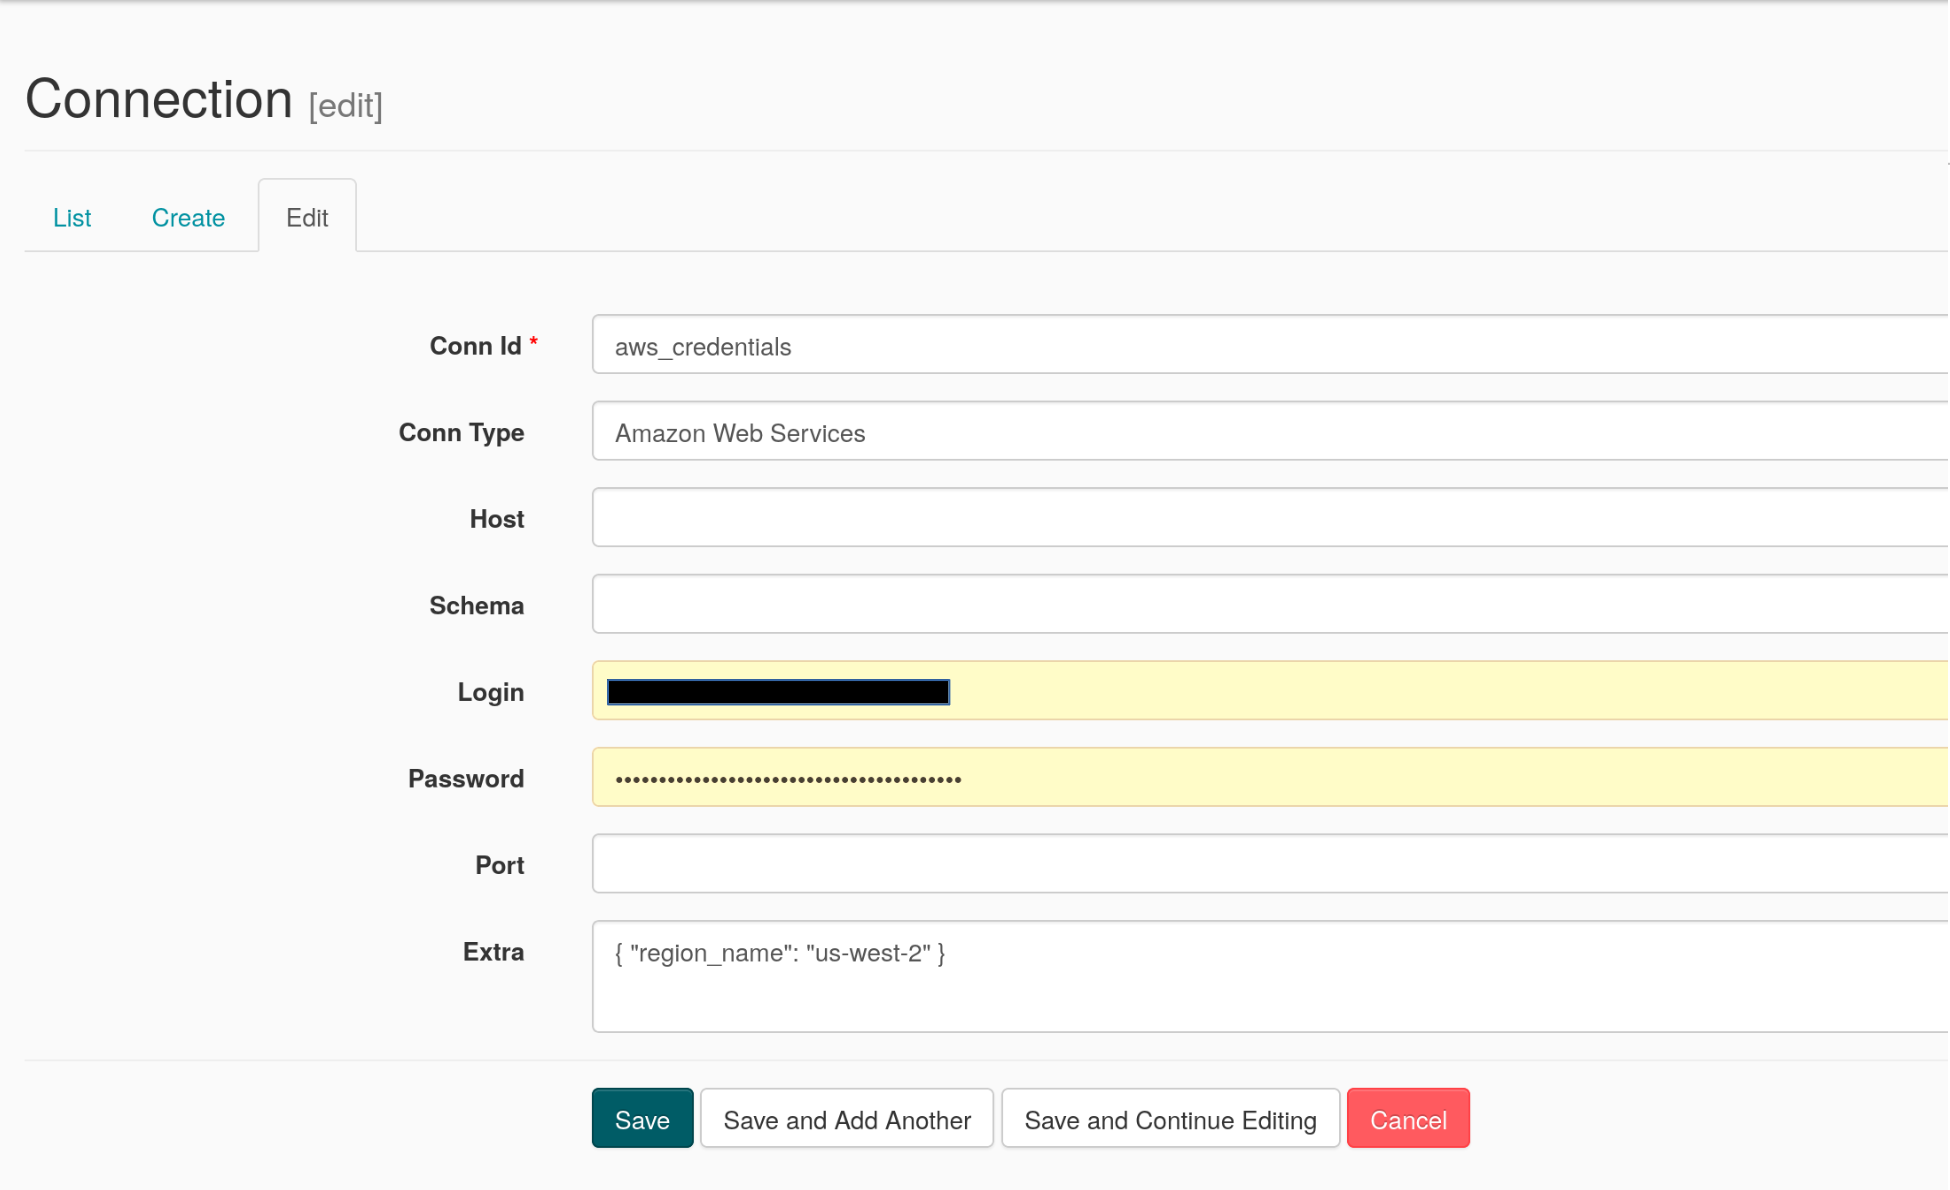 Connection [edit]
List Create Edit
Conn Id * aws_credentials
Conn Type Amazon Web Services
Host
Schema
Login
Password ••••••••••••••••••••••••••••••••••••••••
Port
Extra { "region_name": "us-west-2" }
Save Save and Add Another Save and Continue Editing Cancel